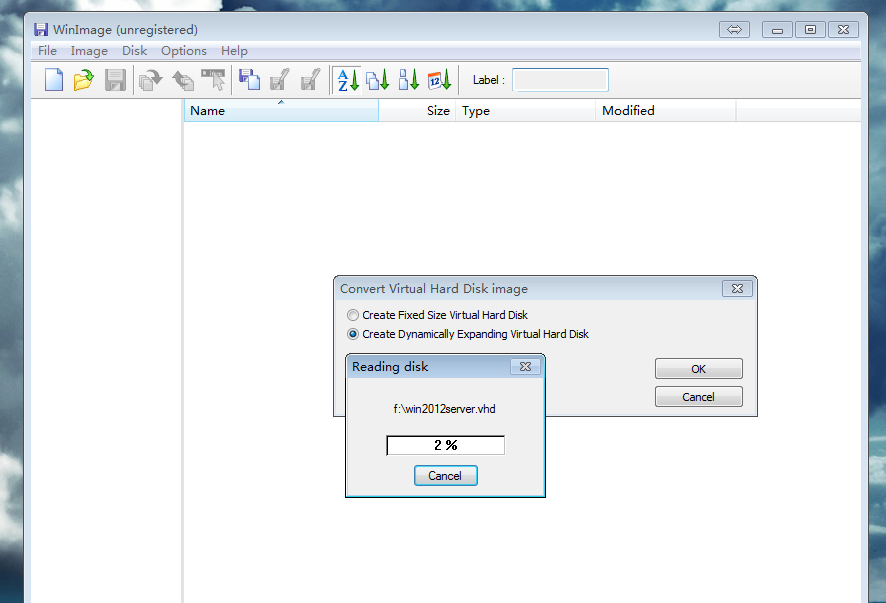 WinImage (unregistered)
File Image Disk Options Help
A Z 12 Label :
Name Size Type Modified
Convert Virtual Hard Disk image
Create Fixed Size Virtual Hard Disk
Create Dynamically Expanding Virtual Hard Disk
Reading disk
OK
Cancel
f:\win2012server.vhd
2 %
Cancel